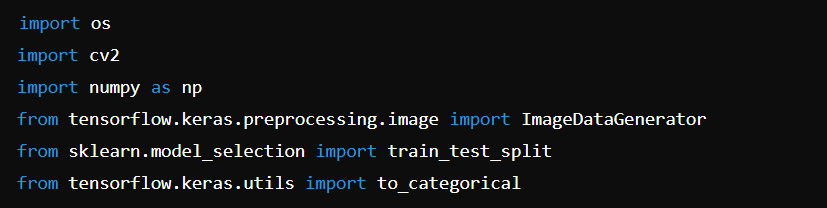 import os
import cv2
import numpy as np
from tensorflow.keras.preprocessing.image import ImageDataGenerator
from sklearn.model_selection import train_test_split
from tensorflow.keras.utils import to_categorical